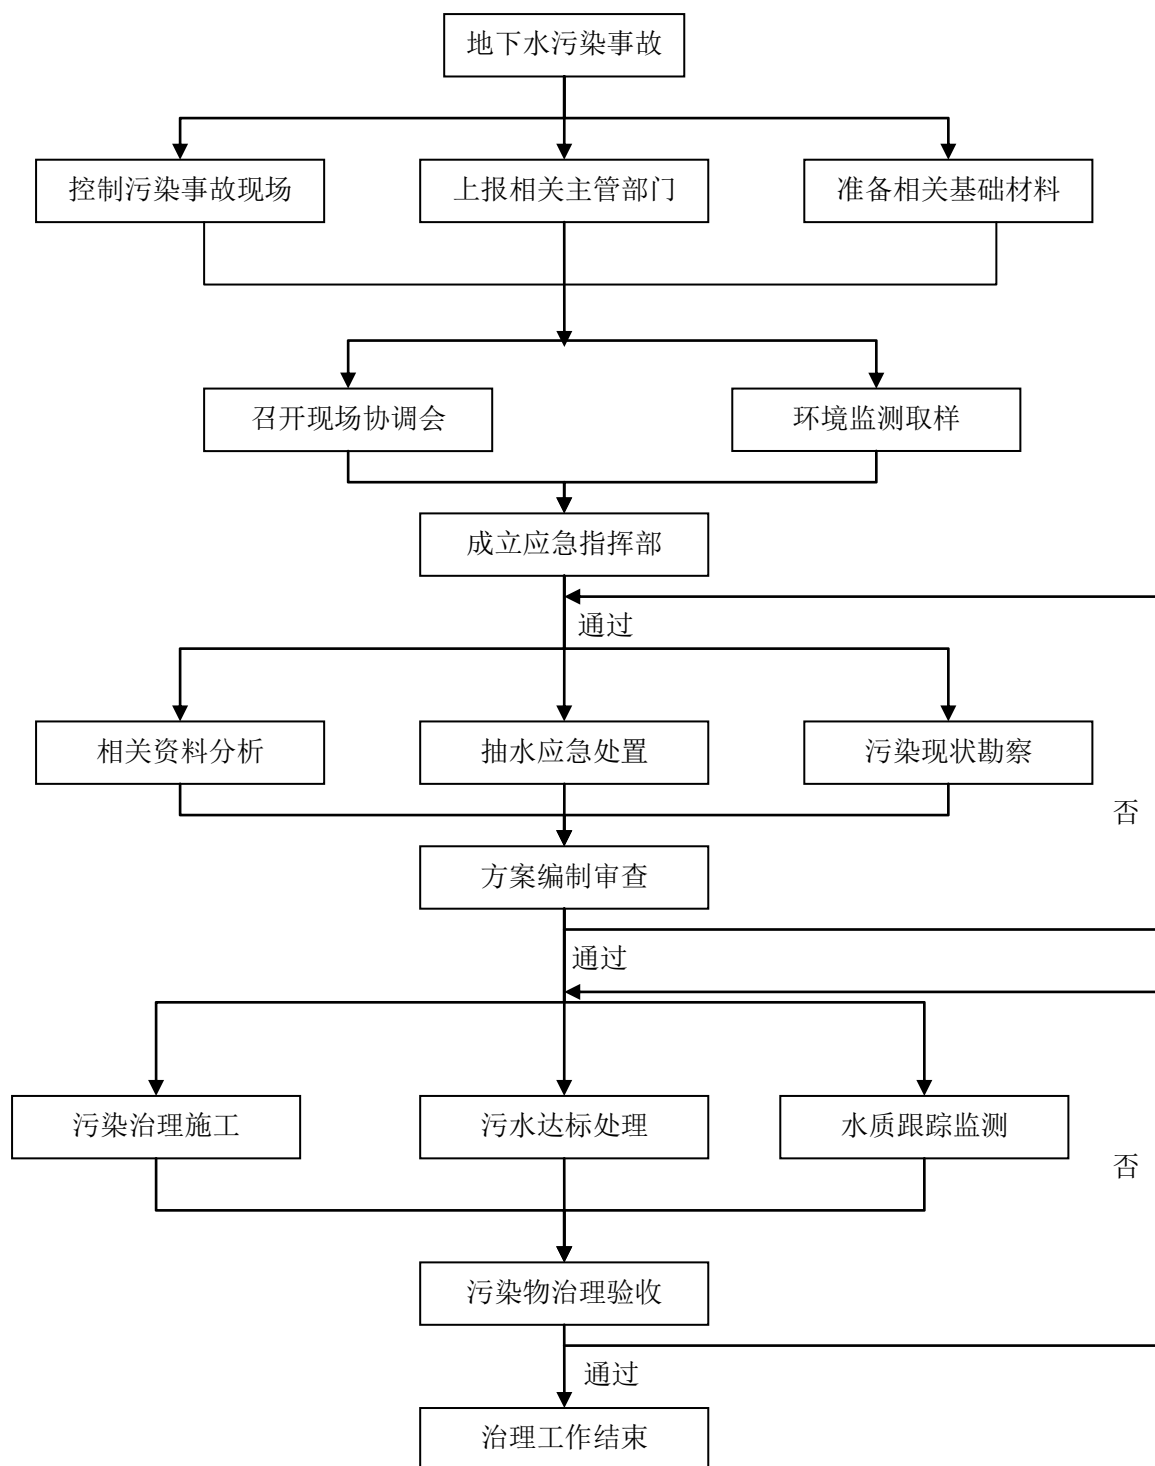 地下水污染事故
控制污染事故现场
上报相关主管部门
准备相关基础材料
召开现场协调会
环境监测取样
成立应急指挥部
通过
相关资料分析
抽水应急处置
污染现状勘察
否
方案编制审查
通过
污染治理施工
污水达标处理
水质跟踪监测
否
污染物治理验收
通过
治理工作结束